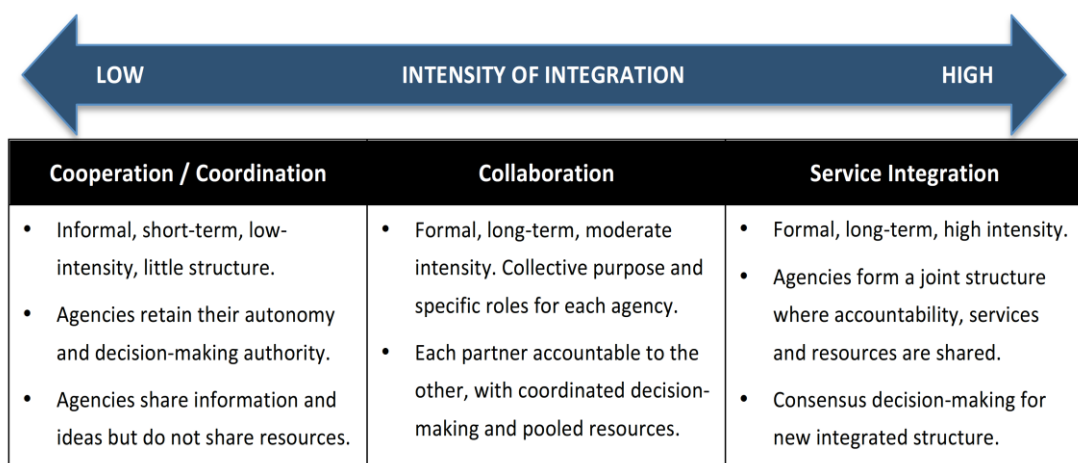 LOW INTENSITY OF INTEGRATION HIGH
Cooperation / Coordination
• Informal, short-term, low-
intensity, little structure.
• Agencies retain their autonomy
and decision-making authority.
• Agencies share information and
ideas but do not share resources.
Collaboration
• Formal, long-term, moderate
intensity. Collective purpose and
specific roles for each agency.
• Each partner accountable to the
other, with coordinated decision-
making and pooled resources.
Service Integration
• Formal, long-term, high intensity.
• Agencies form a joint structure
where accountability, services
and resources are shared.
• Consensus decision-making for
new integrated structure.